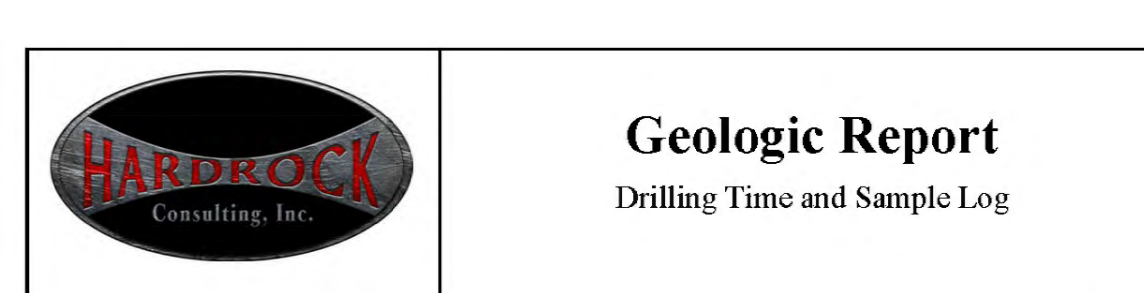 HARDROCK
Consulting, Inc.
Geologic Report
Drilling Time and Sample Log